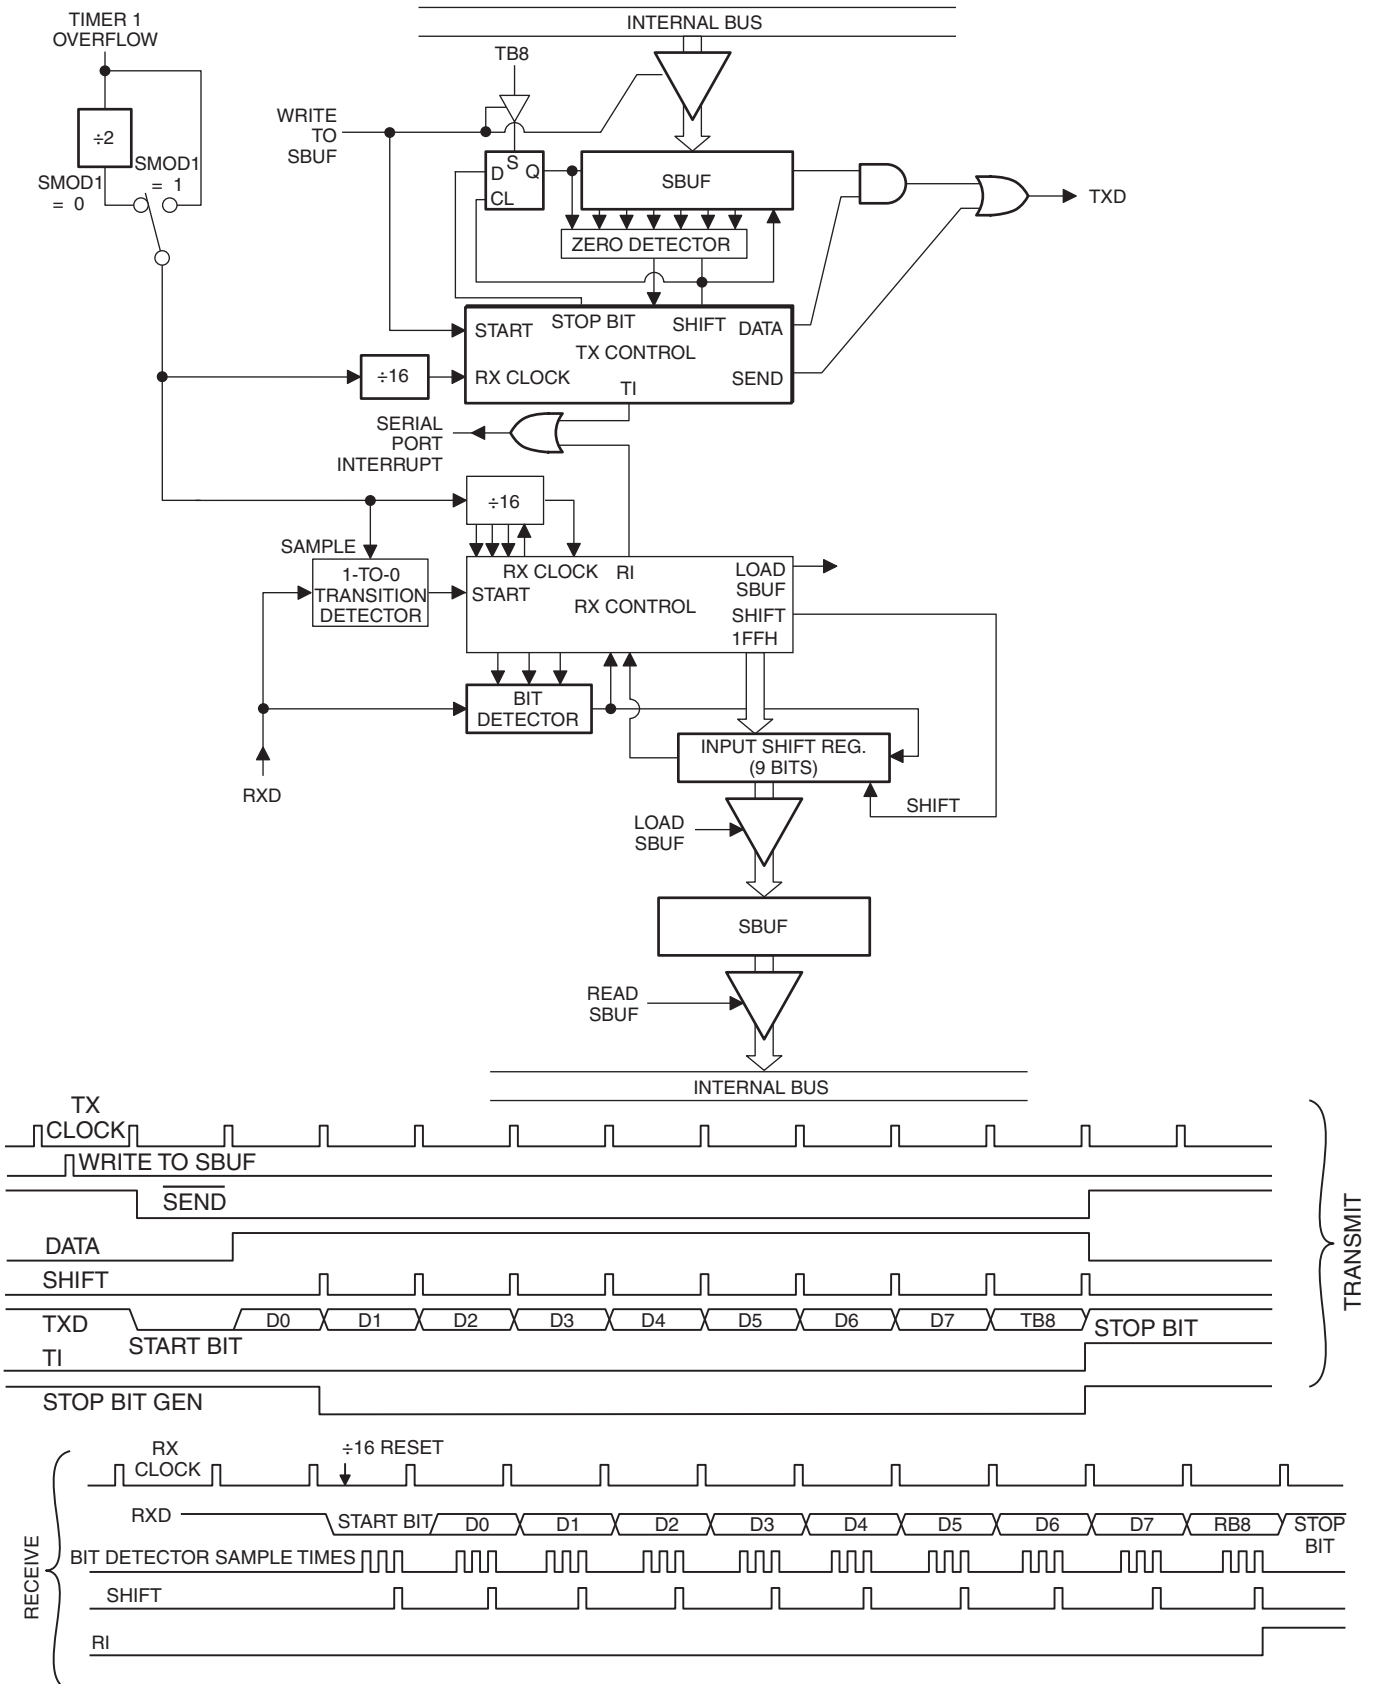 TIMER 1
OVERFLOW
INTERNAL BUS
TB8
WRITE
TO
SBUF
÷2
SMOD1
= 1
SMOD1
= 0
D
S
Q
CL
SBUF
TXD
ZERO DETECTOR
START
STOP BIT
SHIFT
DATA
TX CONTROL
÷16
RX CLOCK
TI
SEND
SERIAL
PORT
INTERRUPT
÷16
SAMPLE
1-TO-0
TRANSITION
DETECTOR
RX CLOCK
RI
LOAD
SBUF
START
RX CONTROL
SHIFT
1FFH
BIT
DETECTOR
INPUT SHIFT REG.
(9 BITS)
RXD
SHIFT
LOAD
SBUF
SBUF
READ
SBUF
INTERNAL BUS
TX
CLOCK
WRITE TO SBUF
SEND
DATA
SHIFT
TXD
START BIT
D0
D1
D2
D3
D4
D5
D6
D7
TB8
STOP BIT
TI
STOP BIT GEN
TRANSMIT
RX
CLOCK
÷16 RESET
RXD
START BIT
D0
D1
D2
D3
D4
D5
D6
D7
RB8
STOP
BIT
BIT DETECTOR SAMPLE TIMES
SHIFT
RI
RECEIVE